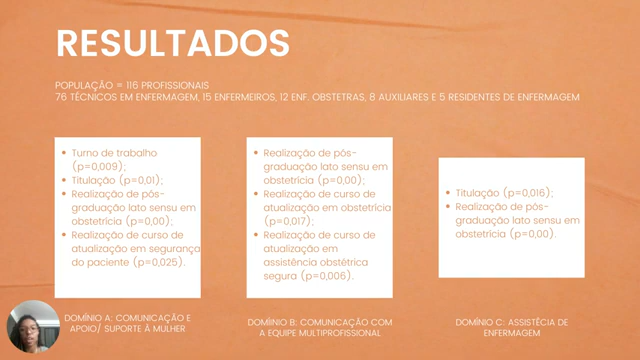 RESULTADOS
POPULAÇÃO = 116 PROFISSIONAIS
76 TÉCNICOS EM ENFERMAGEM, 15 ENFERMEIROS, 12 ENF. OBSTETRAS, 8 AUXILIARES E 5 RESIDENTES DE ENFERMAGEM
• Turno de trabalho
(p=0,009);
• Titulação (p=0,01);
• Realização de pós-
graduação lato sensu em
obstetrícia (p=0,00);
• Realização de curso de
atualização em segurança
do paciente (p=0,025).
DOMÍNIO A: COMUNICAÇÃO E
APOIO/ SUPORTE À MULHER
• Realização de pós-
graduação lato sensu em
obstetrícia (p=0,00);
• Realização de curso de
atualização em obstetrícia
(p=0,017);
• Realização de curso de
atualização em
assistência obstétrica
segura (p=0,006).
DOMÍINIO B: COMUNICAÇÃO COM
A EQUIPE MULTIPROFISSIONAL
• Titulação (p=0,016);
• Realização de pós-
graduação lato sensu em
obstetrícia (p=0,00).
DOMÍNIO C: ASSISTÊCIA DE
ENFERMAGEM